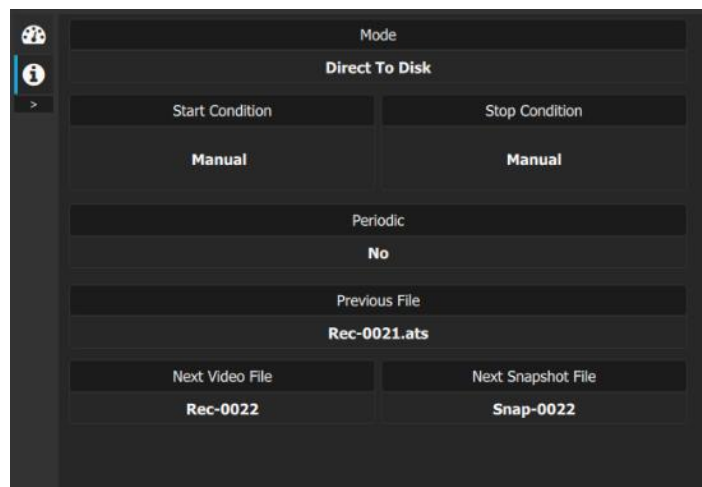 Mode
Direct To Disk
Start Condition Stop Condition
Manual Manual
Periodic
No
Previous File
Rec-0021.ats
Next Video File Next Snapshot File
Rec-0022 Snap-0022
>